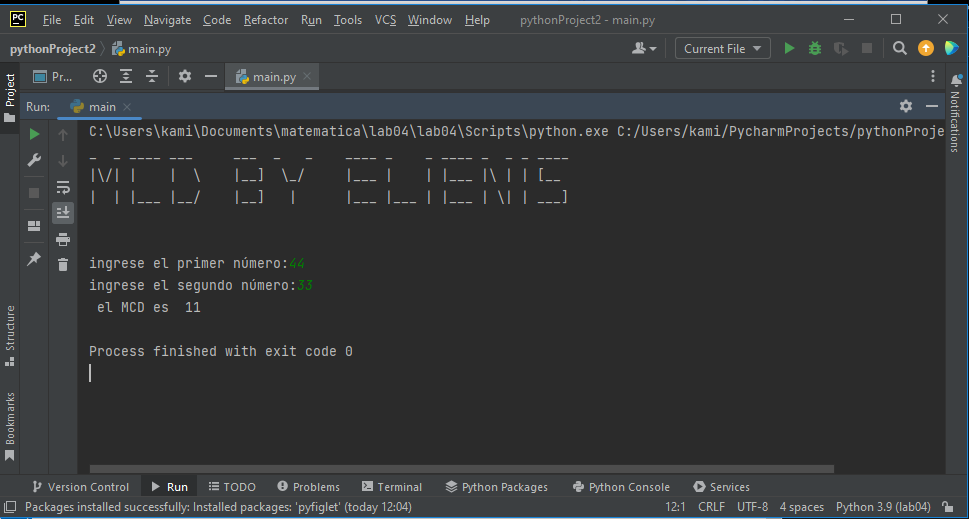 PC File Edit View Navigate Code Refactor Run Tools VCS Window Help pythonProject2 - main.py
pythonProject2 main.py Current File
Project Pr... main.py
Run: main
Notifications
C:\Users\kami\Documents\matematica\lab04\lab04\Scripts\python.exe C:/Users/kami/PycharmProjects/pythonProje
_  _ ____ ___     ___  _   _    ____ _    _ ____ _  _ _ ____
|\/| |    |  \    |__]  \_/     |___ |    | |___ |\ | | [__
|  | |___ |__/    |__]   |      |___ |___ | |___ | \| | ___]
ingrese el primer número:44
ingrese el segundo número:33
el MCD es  11
Process finished with exit code 0
Structure
Bookmarks
Version Control Run TODO Problems Terminal Python Packages Python Console Services
Packages installed successfully: Installed packages: 'pyfiglet' (today 12:04) 12:1 CRLF UTF-8 4 spaces Python 3.9 (lab04)